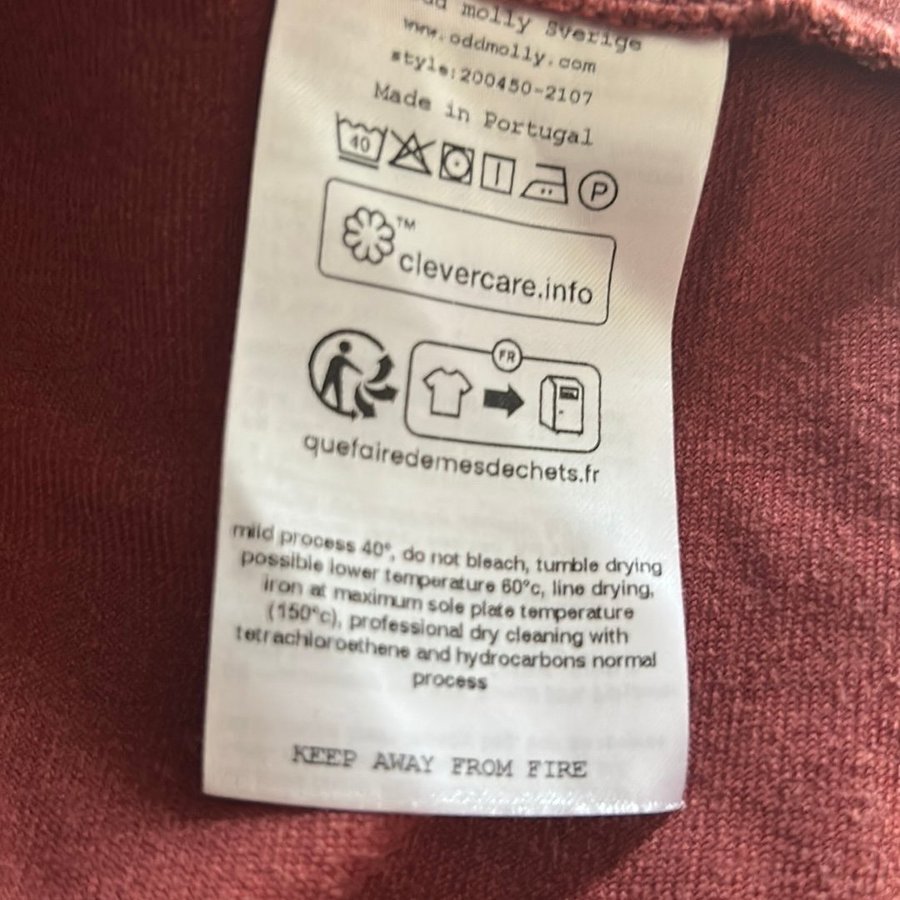 molly Sverige
www.oddmolly.com
style:200450-2107
Made in Portugal
40 P
TM
clevercare.info
FR
quefairedemesdechets.fr
mild process 40°, do not bleach, tumble drying
possible lower temperature 60°c, line drying,
iron at maximum sole plate temperature
(150°c), professional dry cleaning with
tetrachloroethene and hydrocarbons normal
process
KEEP AWAY FROM FIRE